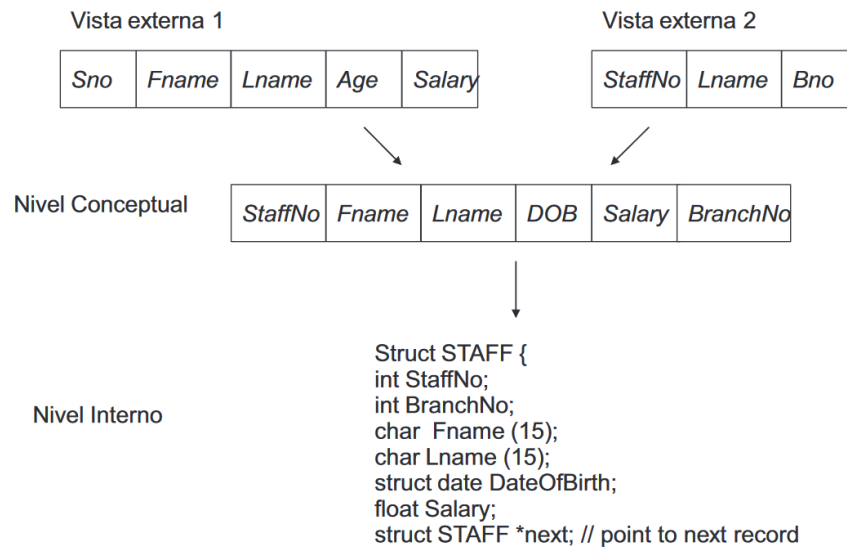 Vista externa 1
Vista externa 2
Sno Fname Lname Age Salary
StaffNo Lname Bno
Nivel Conceptual
StaffNo Fname Lname DOB Salary BranchNo
Nivel Interno
Struct STAFF {
int StaffNo;
int BranchNo;
char Fname (15);
char Lname (15);
struct date DateOfBirth;
float Salary;
struct STAFF *next; // point to next record